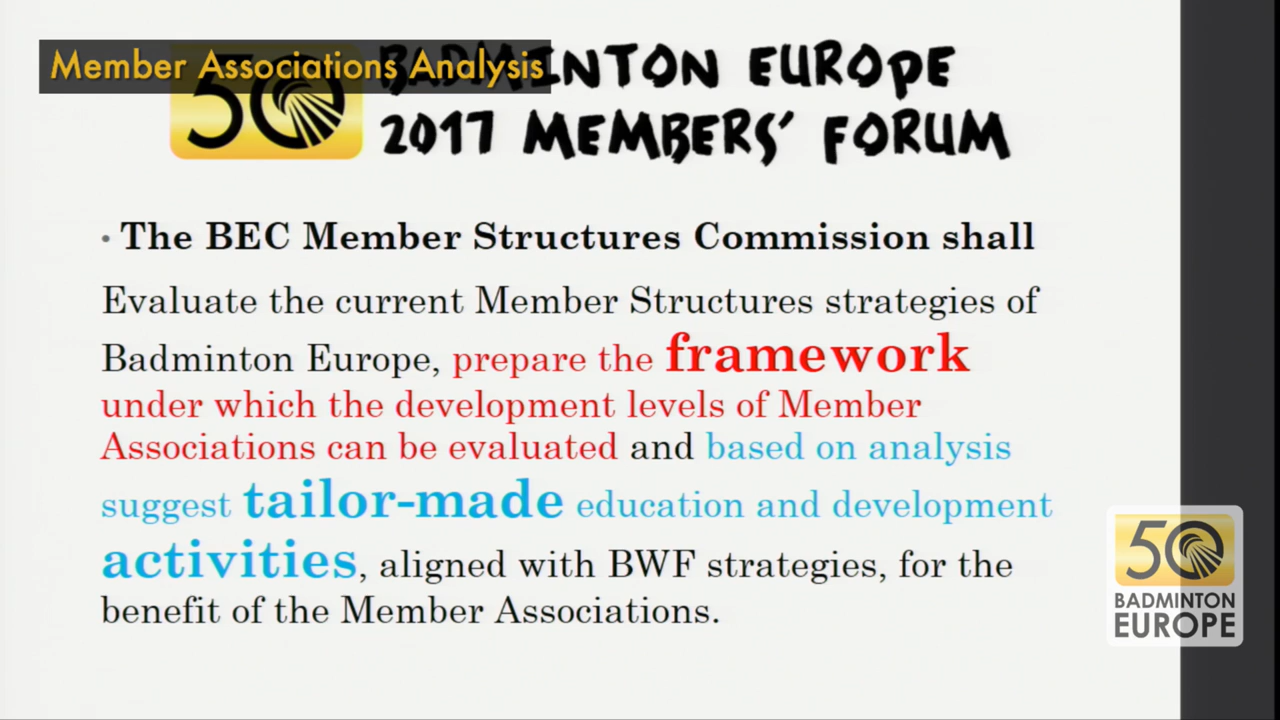 Member Associations Analysis
50 BADMINTON EUROPE
2017 MEMBERS' FORUM
• The BEC Member Structures Commission shall
Evaluate the current Member Structures strategies of
Badminton Europe, prepare the framework
under which the development levels of Member
Associations can be evaluated and based on analysis
suggest tailor-made education and development
activities, aligned with BWF strategies, for the
benefit of the Member Associations.
50
BADMINTON
EUROPE